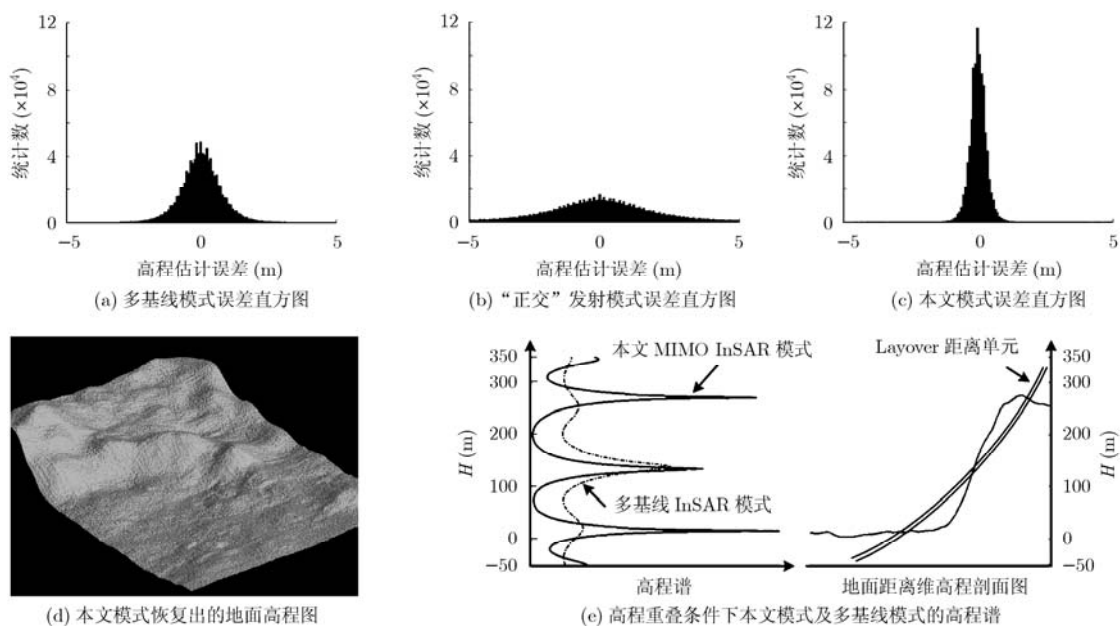 12
8
4
0
统计数 (×10⁴)
−5
0
5
高程估计误差 (m)
(a) 多基线模式误差直方图
12
8
4
0
统计数 (×10⁴)
−5
0
5
高程估计误差 (m)
(b) “正交” 发射模式误差直方图
12
8
4
0
统计数 (×10⁴)
−5
0
5
高程估计误差 (m)
(c) 本文模式误差直方图
(d) 本文模式恢复出的地面高程图
350
300
200
100
0
−50
H (m)
本文 MIMO InSAR 模式
多基线 InSAR 模式
高程谱
Layover 距离单元
350
300
200
100
0
−50
H (m)
地面距离维高程剖面图
(e) 高程重叠条件下本文模式及多基线模式的高程谱